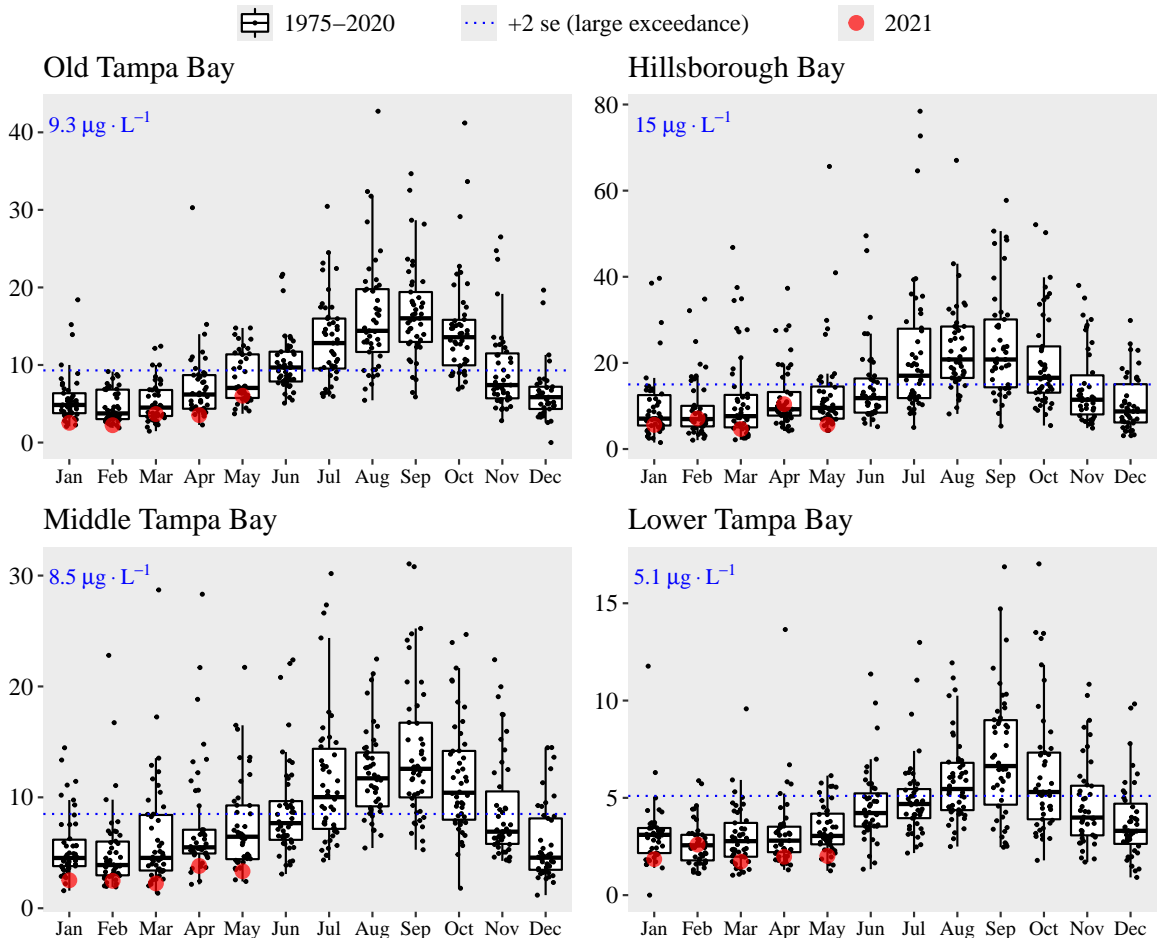 1975–2020 +2 se (large exceedance) 2021
Old Tampa Bay
9.3 μg · L⁻¹
40
30
20
10
0
Jan Feb Mar Apr May Jun Jul Aug Sep Oct Nov Dec
Hillsborough Bay
15 μg · L⁻¹
80
60
40
20
0
Jan Feb Mar Apr May Jun Jul Aug Sep Oct Nov Dec
Middle Tampa Bay
8.5 μg · L⁻¹
30
20
10
0
Jan Feb Mar Apr May Jun Jul Aug Sep Oct Nov Dec
Lower Tampa Bay
5.1 μg · L⁻¹
15
10
5
0
Jan Feb Mar Apr May Jun Jul Aug Sep Oct Nov Dec